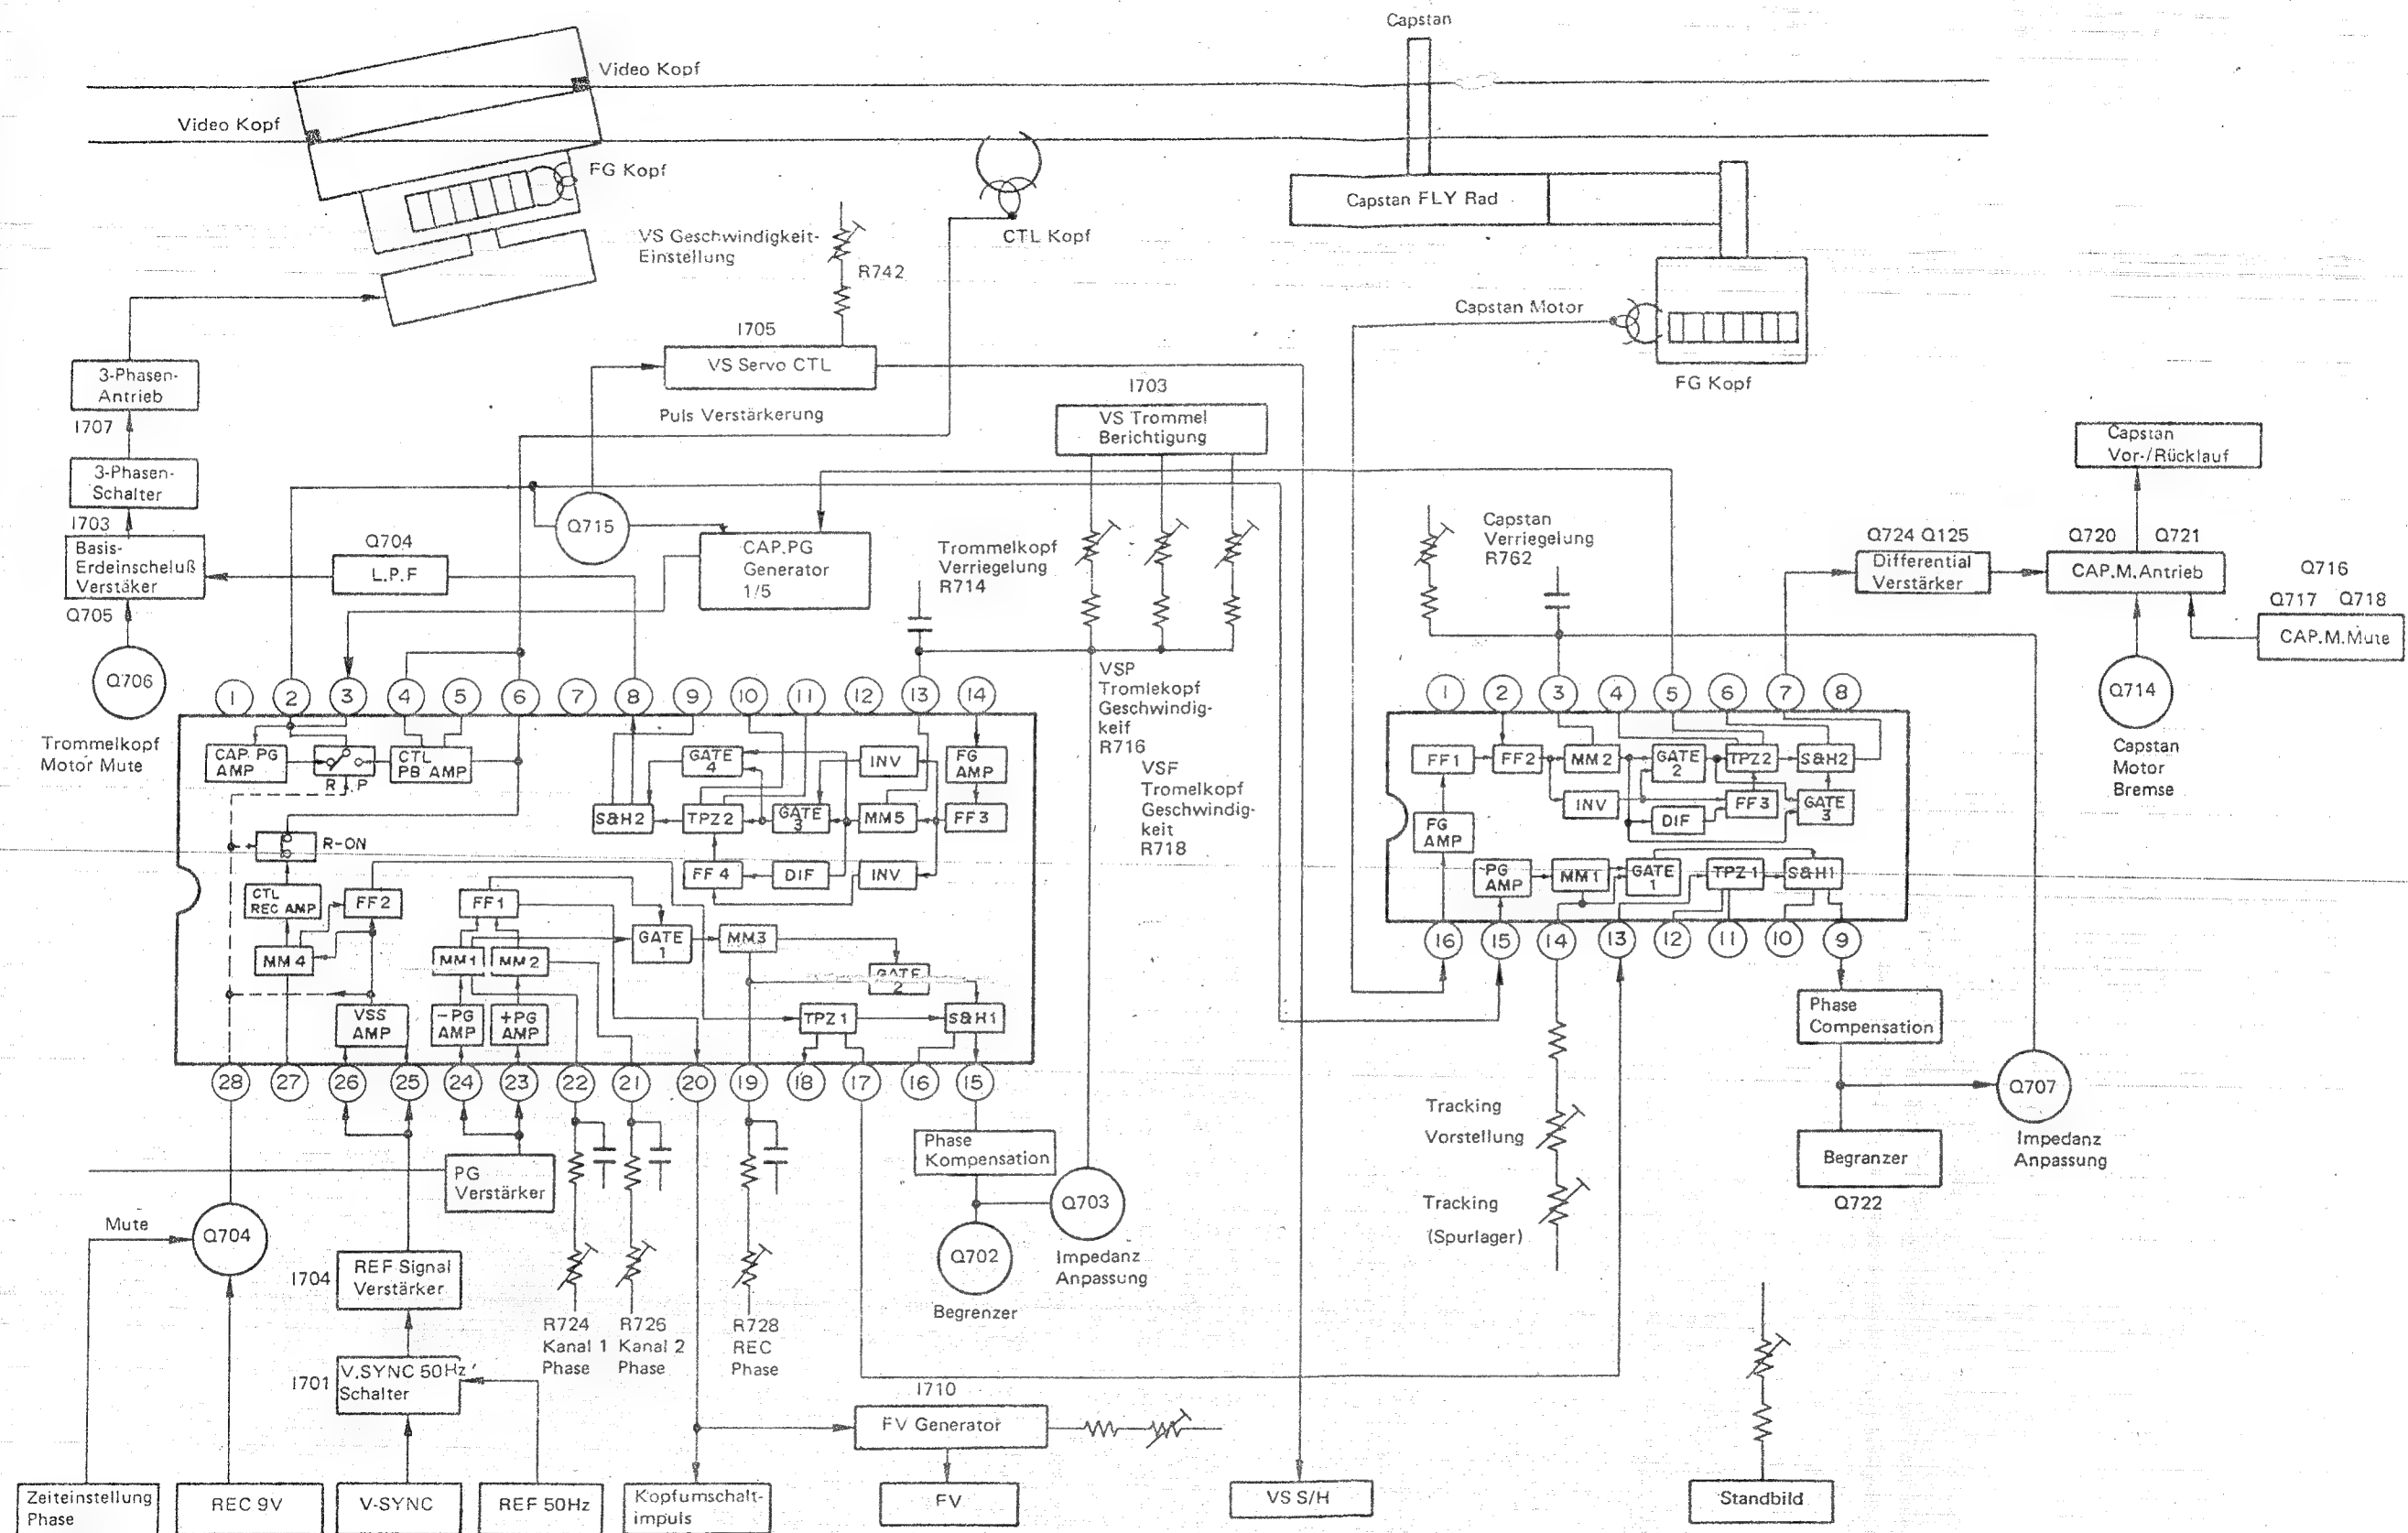 Capstan
Video Kopf
Video Kopf
FG Kopf
Capstan FLY Rad
VS Geschwindigkeit-
Einstellung
R742
CTL Kopf
Capstan Motor
FG Kopf
I705
VS Servo CTL
Puls Verstärkerung
3-Phasen-
Antrieb
I707
3-Phasen-
Schalter
I703
Basis-
Erdeinscheluß
Verstäker
Q705
Q706
Trommelkopf
Motor Mute
Q704
L.P.F
Q715
CAP.PG
Generator
1/5
I703
VS Trommel
Berichtigung
Trommelkopf
Verriegelung
R714
Capstan
Verriegelung
R762
Capstan
Vor-/Rücklauf
Q724 Q125
Differential
Verstärker
Q720 Q721
CAP.M.Antrieb
Q716
Q717 Q718
CAP.M.Mute
Q714
Capstan
Motor
Bremse
VSP
Tromlekopf
Geschwindig-
keif
R716
VSF
Tromelkopf
Geschwindig-
keit
R718
1 2 3 4 5 6 7 8 9 10 11 12 13 14
CAP. PG
AMP
R P
CTL
PB AMP
GATE
4
INV
FG
AMP
S&H2
TPZ2
GATE
3
MM5
FF3
R-ON
FF4
DIF
INV
CTL
REC AMP
FF2
FF1
GATE
1
MM3
MM4
MM1
MM2
GATE
2
VSS
AMP
-PG
AMP
+PG
AMP
TPZ1
S&H1
28 27 26 25 24 23 22 21 20 19 18 17 16 15
1 2 3 4 5 6 7 8
FF1
FF2
MM2
GATE
2
TPZ2
S&H2
INV
FF3
GATE
3
DIF
FG
AMP
-PG
AMP
MM1
GATE
1
TPZ1
S&H1
16 15 14 13 12 11 10 9
Phase
Compensation
Q707
Impedanz
Anpassung
Begranzer
Q722
Tracking
Vorstellung
Tracking
(Spurlager)
PG
Verstärker
Mute
Q704
I704
REF Signal
Verstärker
I701
V.SYNC 50Hz
Schalter
R724
Kanal 1
Phase
R726
Kanal 2
Phase
R728
REC
Phase
Phase
Kompensation
Q703
Impedanz
Anpassung
Q702
Begrenzer
I710
FV Generator
Zeiteinstellung
Phase
REC 9V
V-SYNC
REF 50Hz
Kopfumschalt-
impuls
FV
VS S/H
Standbild